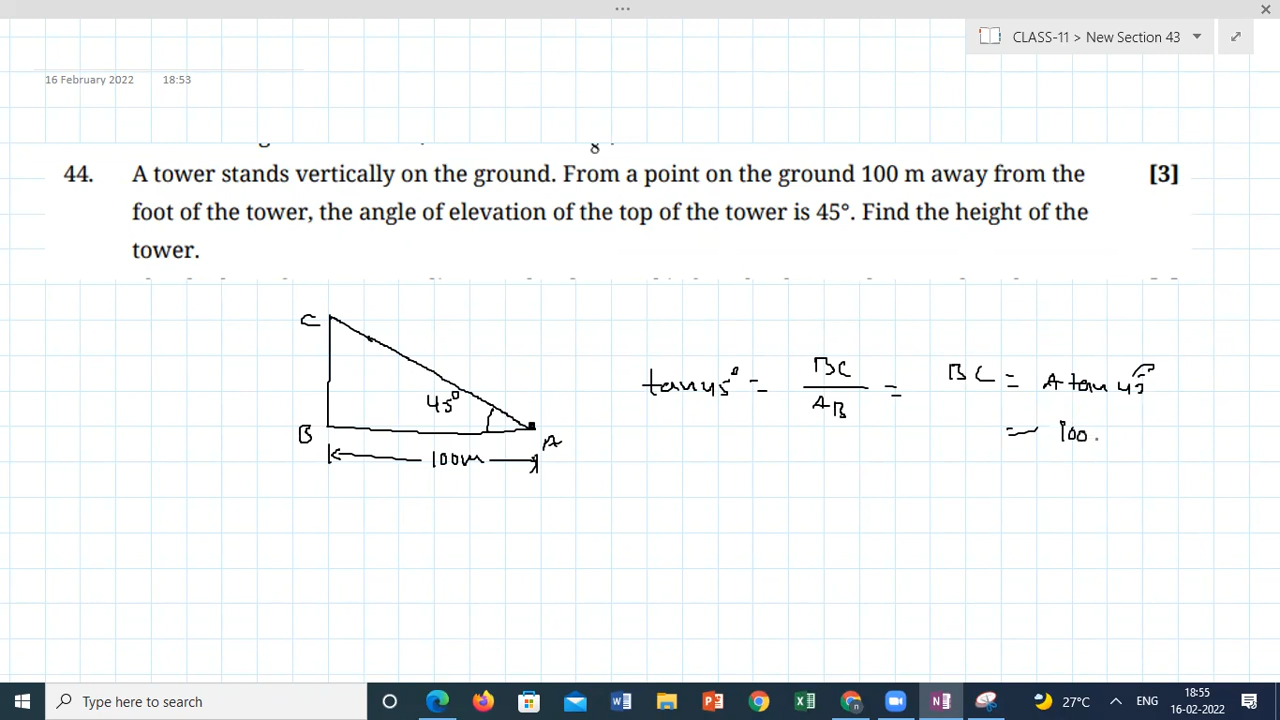 CLASS-11 > New Section 43
16 February 2022 18:53
44. A tower stands vertically on the ground. From a point on the ground 100 m away from the [3]
foot of the tower, the angle of elevation of the top of the tower is 45°. Find the height of the
tower.
C
45°
B
A
100m
tan45° = BC/AB = BC = A tan 45°
= 100.
Type here to search
27°C
ENG
18:55
16-02-2022